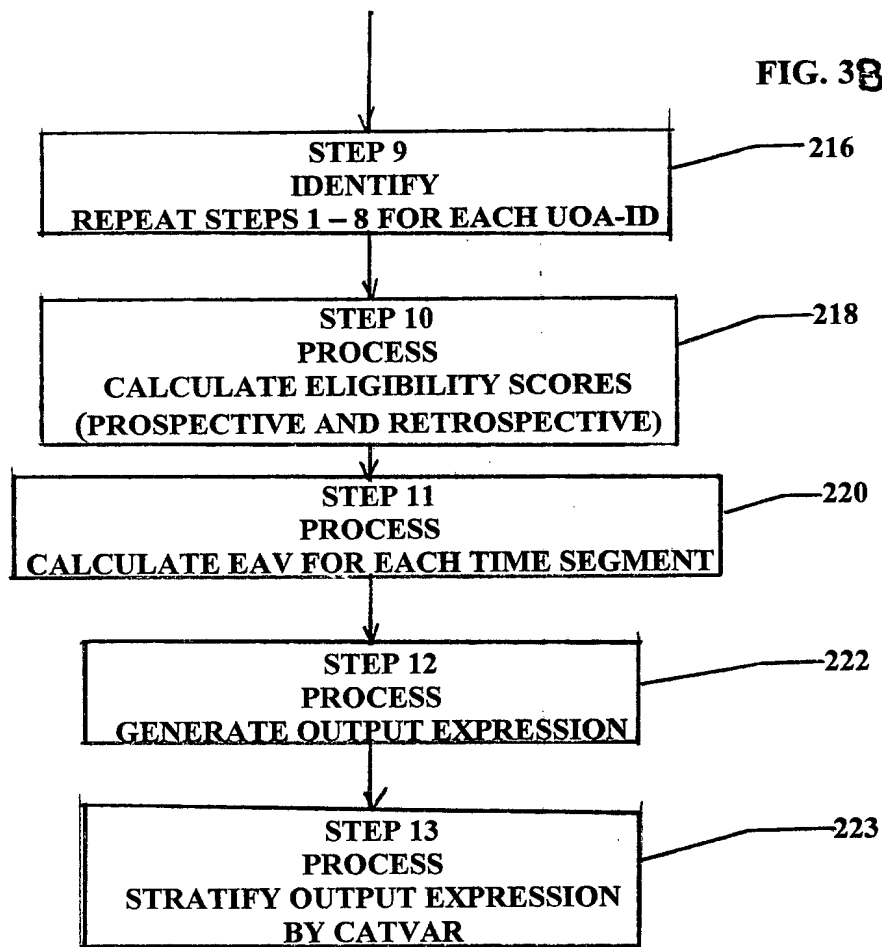 FIG. 3B
STEP 9
IDENTIFY
REPEAT STEPS 1 – 8 FOR EACH UOA-ID
216
STEP 10
PROCESS
CALCULATE ELIGIBILITY SCORES
(PROSPECTIVE AND RETROSPECTIVE)
218
STEP 11
PROCESS
CALCULATE EAV FOR EACH TIME SEGMENT
220
STEP 12
PROCESS
GENERATE OUTPUT EXPRESSION
222
STEP 13
PROCESS
STRATIFY OUTPUT EXPRESSION
BY CATVAR
223